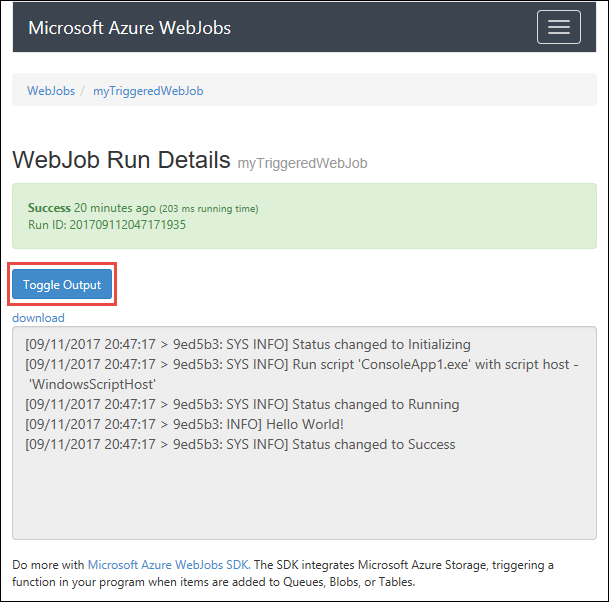 Microsoft Azure WebJobs
WebJobs / myTriggeredWebJob
WebJob Run Details myTriggeredWebJob
Success 20 minutes ago (203 ms running time)
Run ID: 201709112047171935
Toggle Output
download
[09/11/2017 20:47:17 > 9ed5b3: SYS INFO] Status changed to Initializing
[09/11/2017 20:47:17 > 9ed5b3: SYS INFO] Run script 'ConsoleApp1.exe' with script host -
'WindowsScriptHost'
[09/11/2017 20:47:17 > 9ed5b3: SYS INFO] Status changed to Running
[09/11/2017 20:47:17 > 9ed5b3: INFO] Hello World!
[09/11/2017 20:47:17 > 9ed5b3: SYS INFO] Status changed to Success
Do more with Microsoft Azure WebJobs SDK. The SDK integrates Microsoft Azure Storage, triggering a
function in your program when items are added to Queues, Blobs, or Tables.